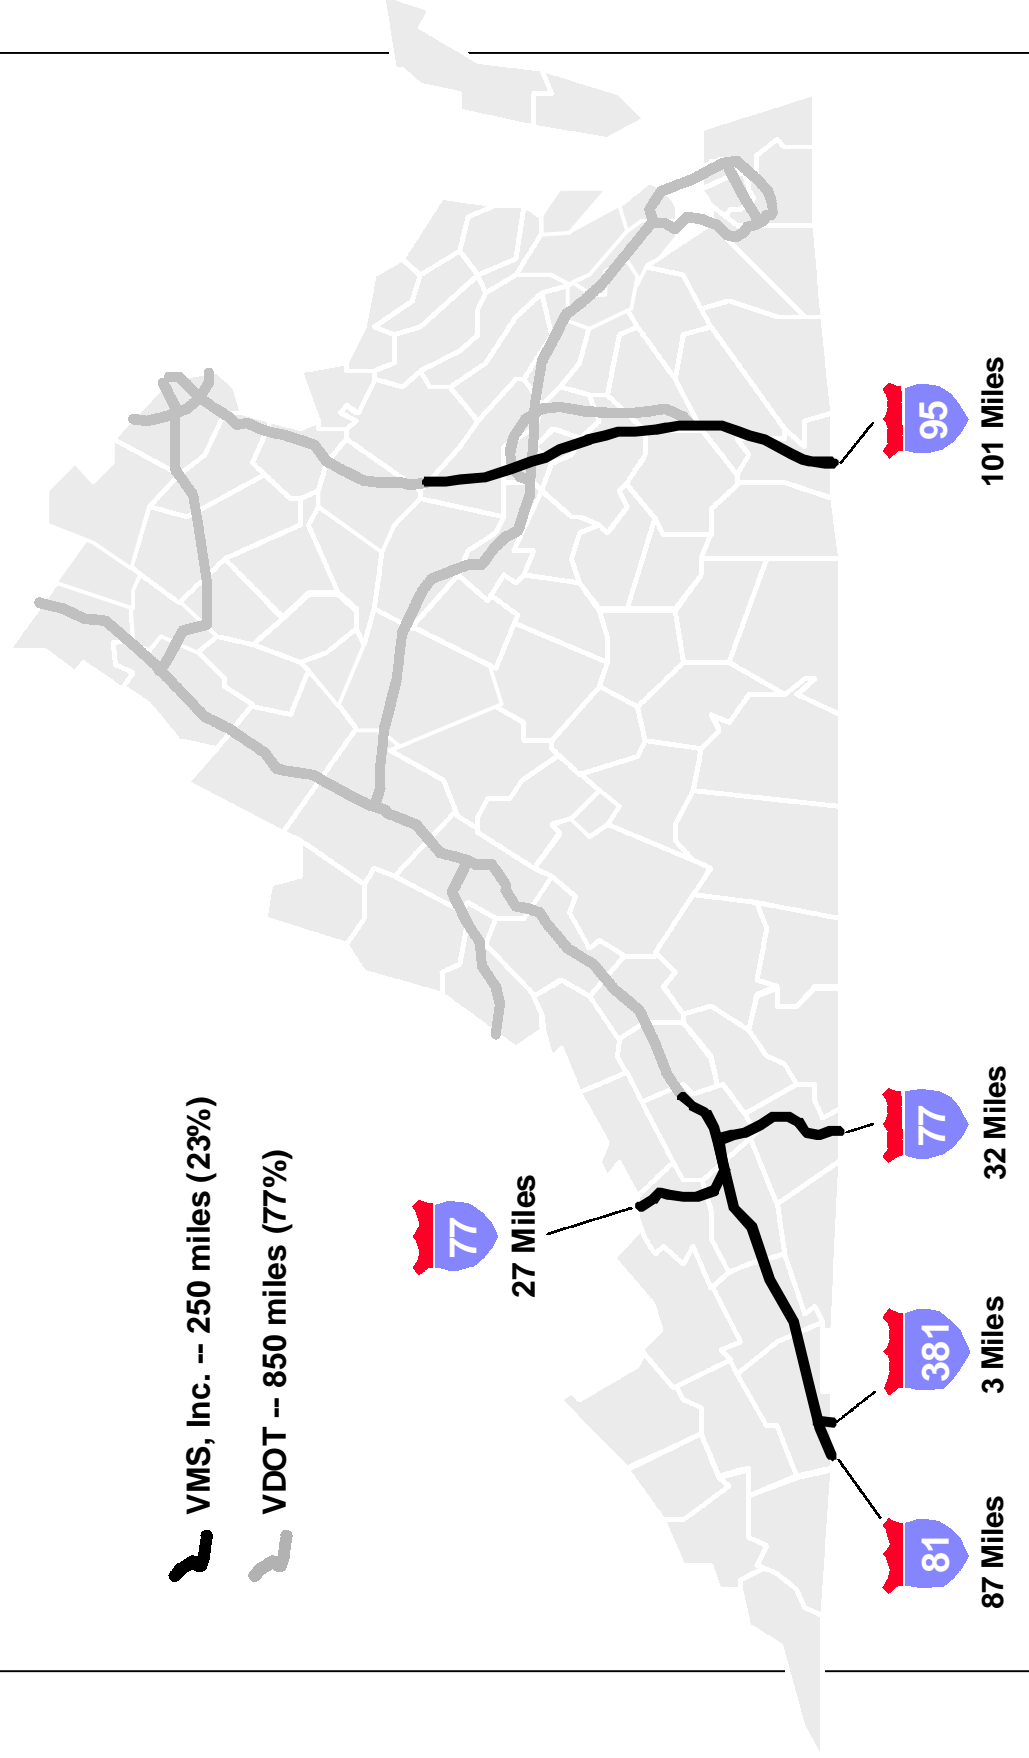 VMS, Inc. -- 250 miles (23%)
VDOT -- 850 miles (77%)
77
27 Miles
81
87 Miles
381
3 Miles
77
32 Miles
95
101 Miles